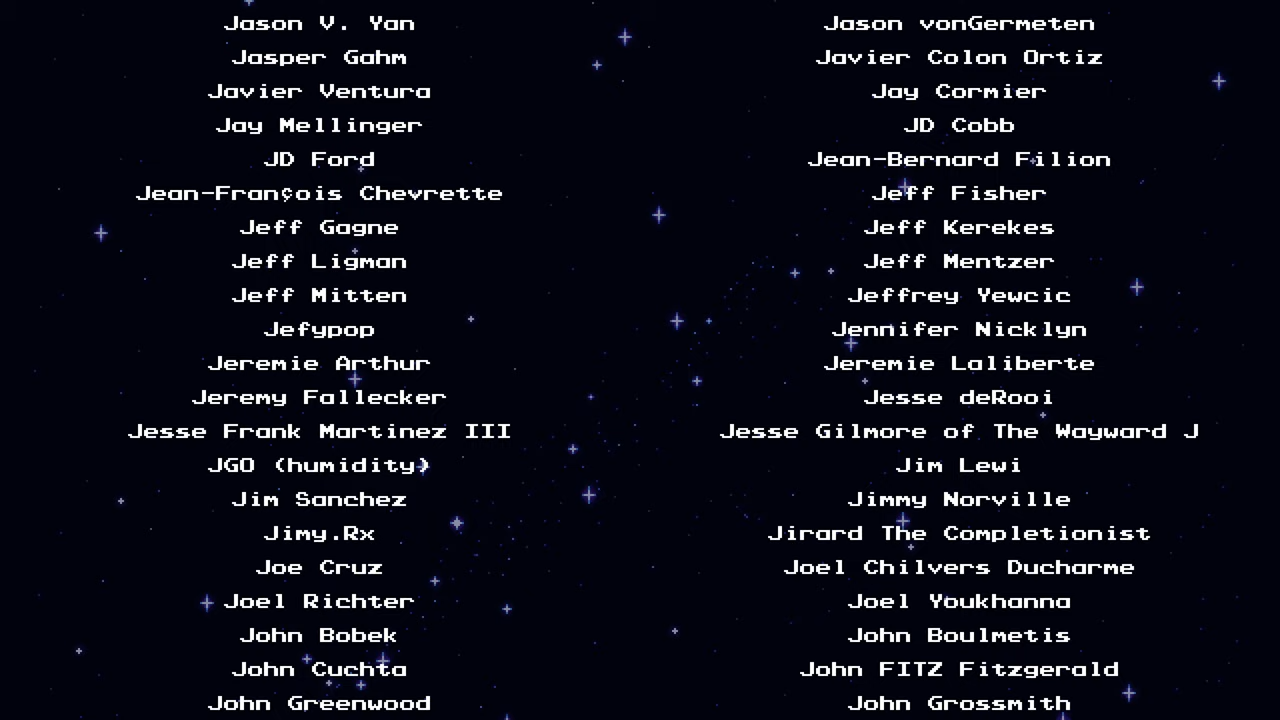 Jason V. Yan
Jason vonGermeten
Jasper Gahm
Javier Colon Ortiz
Javier Ventura
Jay Cormier
Jay Mellinger
JD Cobb
JD Ford
Jean-Bernard Filion
Jean-François Chevrette
Jeff Fisher
Jeff Gagne
Jeff Kerekes
Jeff Ligman
Jeff Mentzer
Jeff Mitten
Jeffrey Yewcic
Jefypop
Jennifer Nicklyn
Jeremie Arthur
Jeremie Laliberte
Jeremy Fallecker
Jesse deRooi
Jesse Frank Martinez III
Jesse Gilmore of The Wayward J
JGO (humidity)
Jim Lewi
Jim Sanchez
Jimmy Norville
Jimy.Rx
Jirard The Completionist
Joe Cruz
Joel Chilvers Ducharme
Joel Richter
Joel Youkhanna
John Bobek
John Boulmetis
John Cuchta
John FITZ Fitzgerald
John Greenwood
John Grossmith